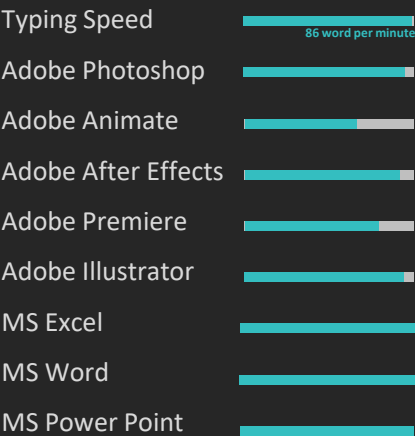 Typing Speed
86 word per minute
Adobe Photoshop
Adobe Animate
Adobe After Effects
Adobe Premiere
Adobe Illustrator
MS Excel
MS Word
MS Power Point